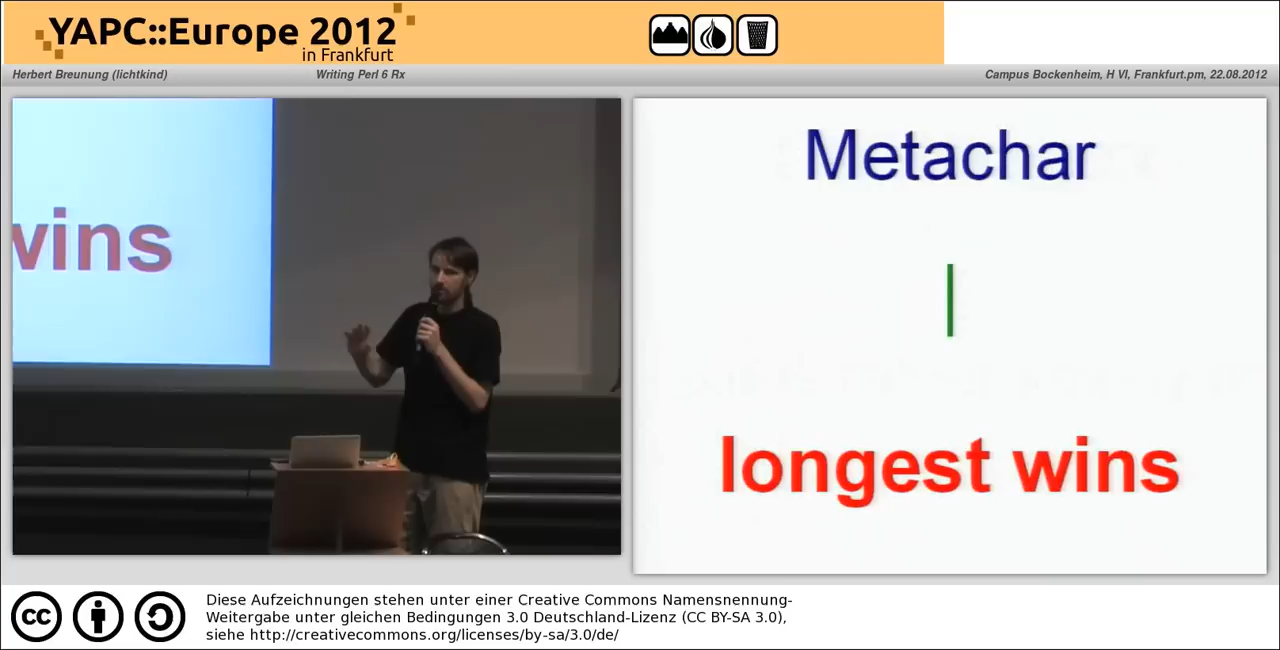 YAPC::Europe 2012
in Frankfurt
Herbert Breunung (lichtkind)
Writing Perl 6 Rx
Campus Bockenheim, H VI, Frankfurt.pm, 22.08.2012
wins
Metachar
|
longest wins
cc
Diese Aufzeichnungen stehen unter einer Creative Commons Namensnennung-
Weitergabe unter gleichen Bedingungen 3.0 Deutschland-Lizenz (CC BY-SA 3.0),
siehe http://creativecommons.org/licenses/by-sa/3.0/de/